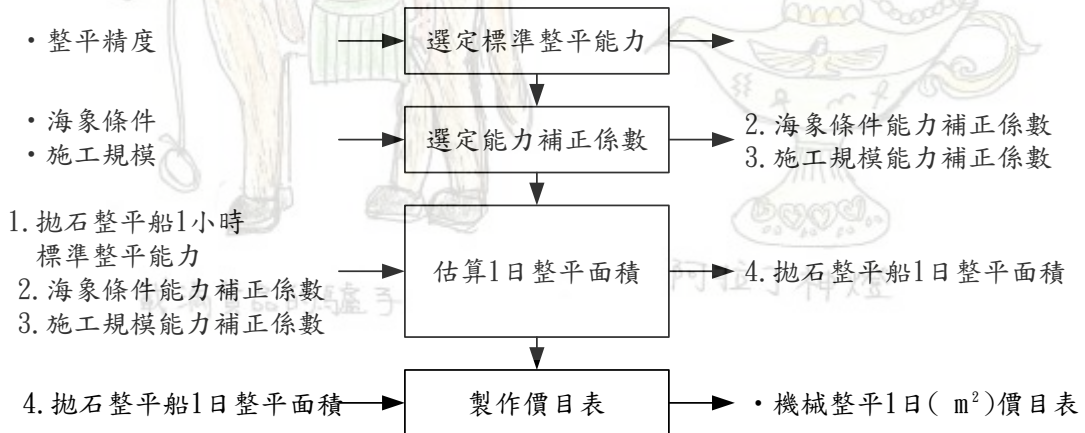 ·整平精度
選定標準整平能力
·海象條件
·施工規模
選定能力補正係數
2.海象條件能力補正係數
3.施工規模能力補正係數
1.拋石整平船1小時
標準整平能力
2.海象條件能力補正係數
3.施工規模能力補正係數
估算1日整平面積
4.拋石整平船1日整平面積
阿拉丁神燈
4.拋石整平船1日整平面積
製作價目表
·機械整平1日( m²)價目表